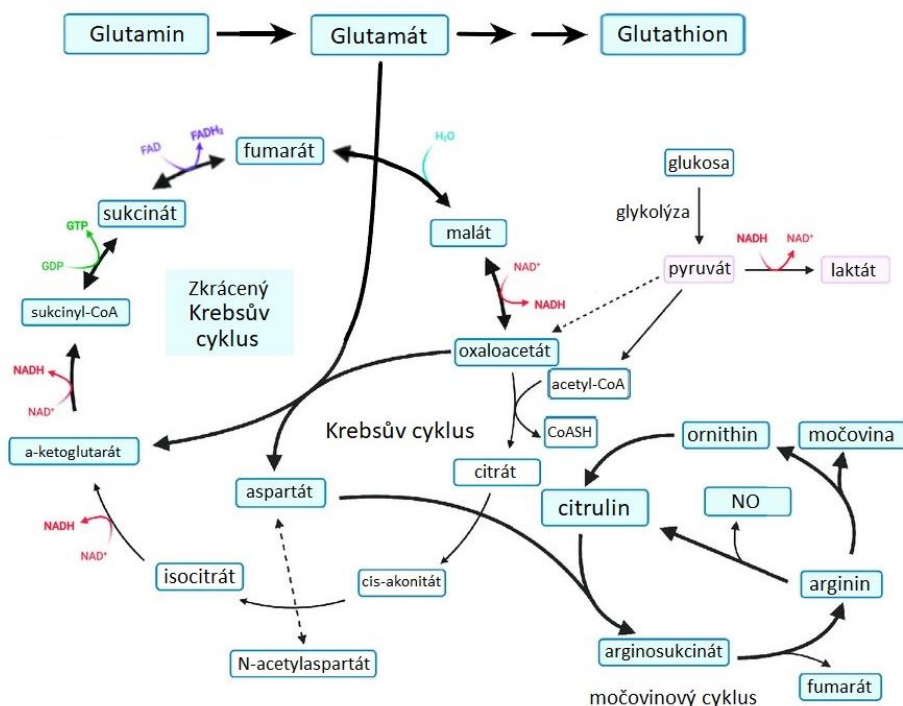 Glutamin
Glutamát
Glutathion
FAD
FADH₂
fumarát
H₂O
glukosa
sukcinát
glykolýza
GTP
GDP
malát
NADH
NAD⁺
pyruvát
laktát
Zkrácený
Krebsův
cyklus
NAD⁺
NADH
sukcinyl-CoA
oxaloacetát
NADH
NAD⁺
acetyl-CoA
Krebsův cyklus
CoASH
ornithin
močovina
a-ketoglutarát
citrát
aspartát
citrulin
NO
NADH
NAD⁺
isocitrát
cis-akonitát
arginin
N-acetylaspartát
arginosukcinát
močovinový cyklus
fumarát